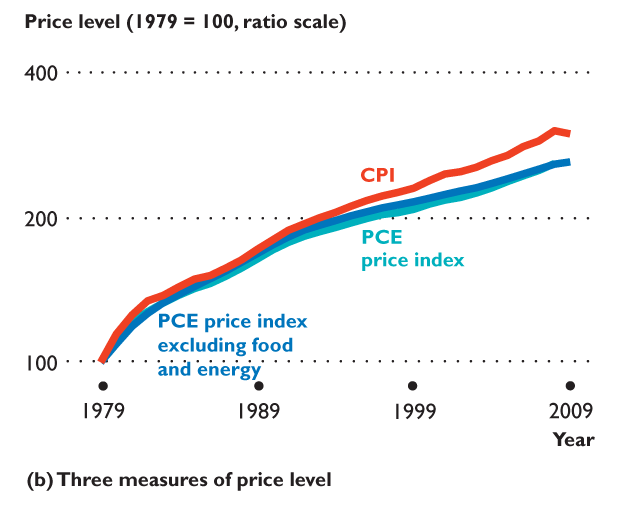 Price level (1979 = 100, ratio scale)
400
CPI
200
PCE
price index
PCE price index
excluding food
and energy
100
1979
1989
1999
2009
Year
(b) Three measures of price level